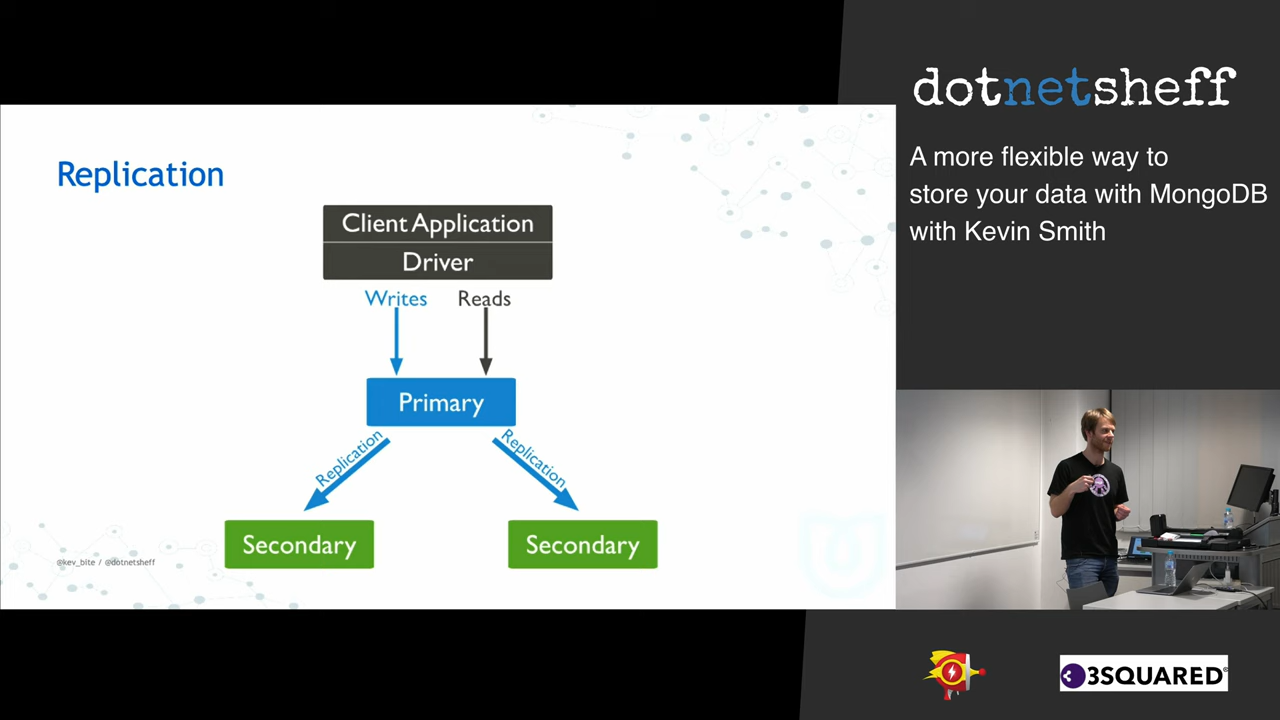 dotnetsheff
A more flexible way to
store your data with MongoDB
with Kevin Smith
Replication
Client Application
Driver
Writes
Reads
Primary
Replication
Replication
Secondary
Secondary
@kev_bite / @dotnetsheff
3SQUARED